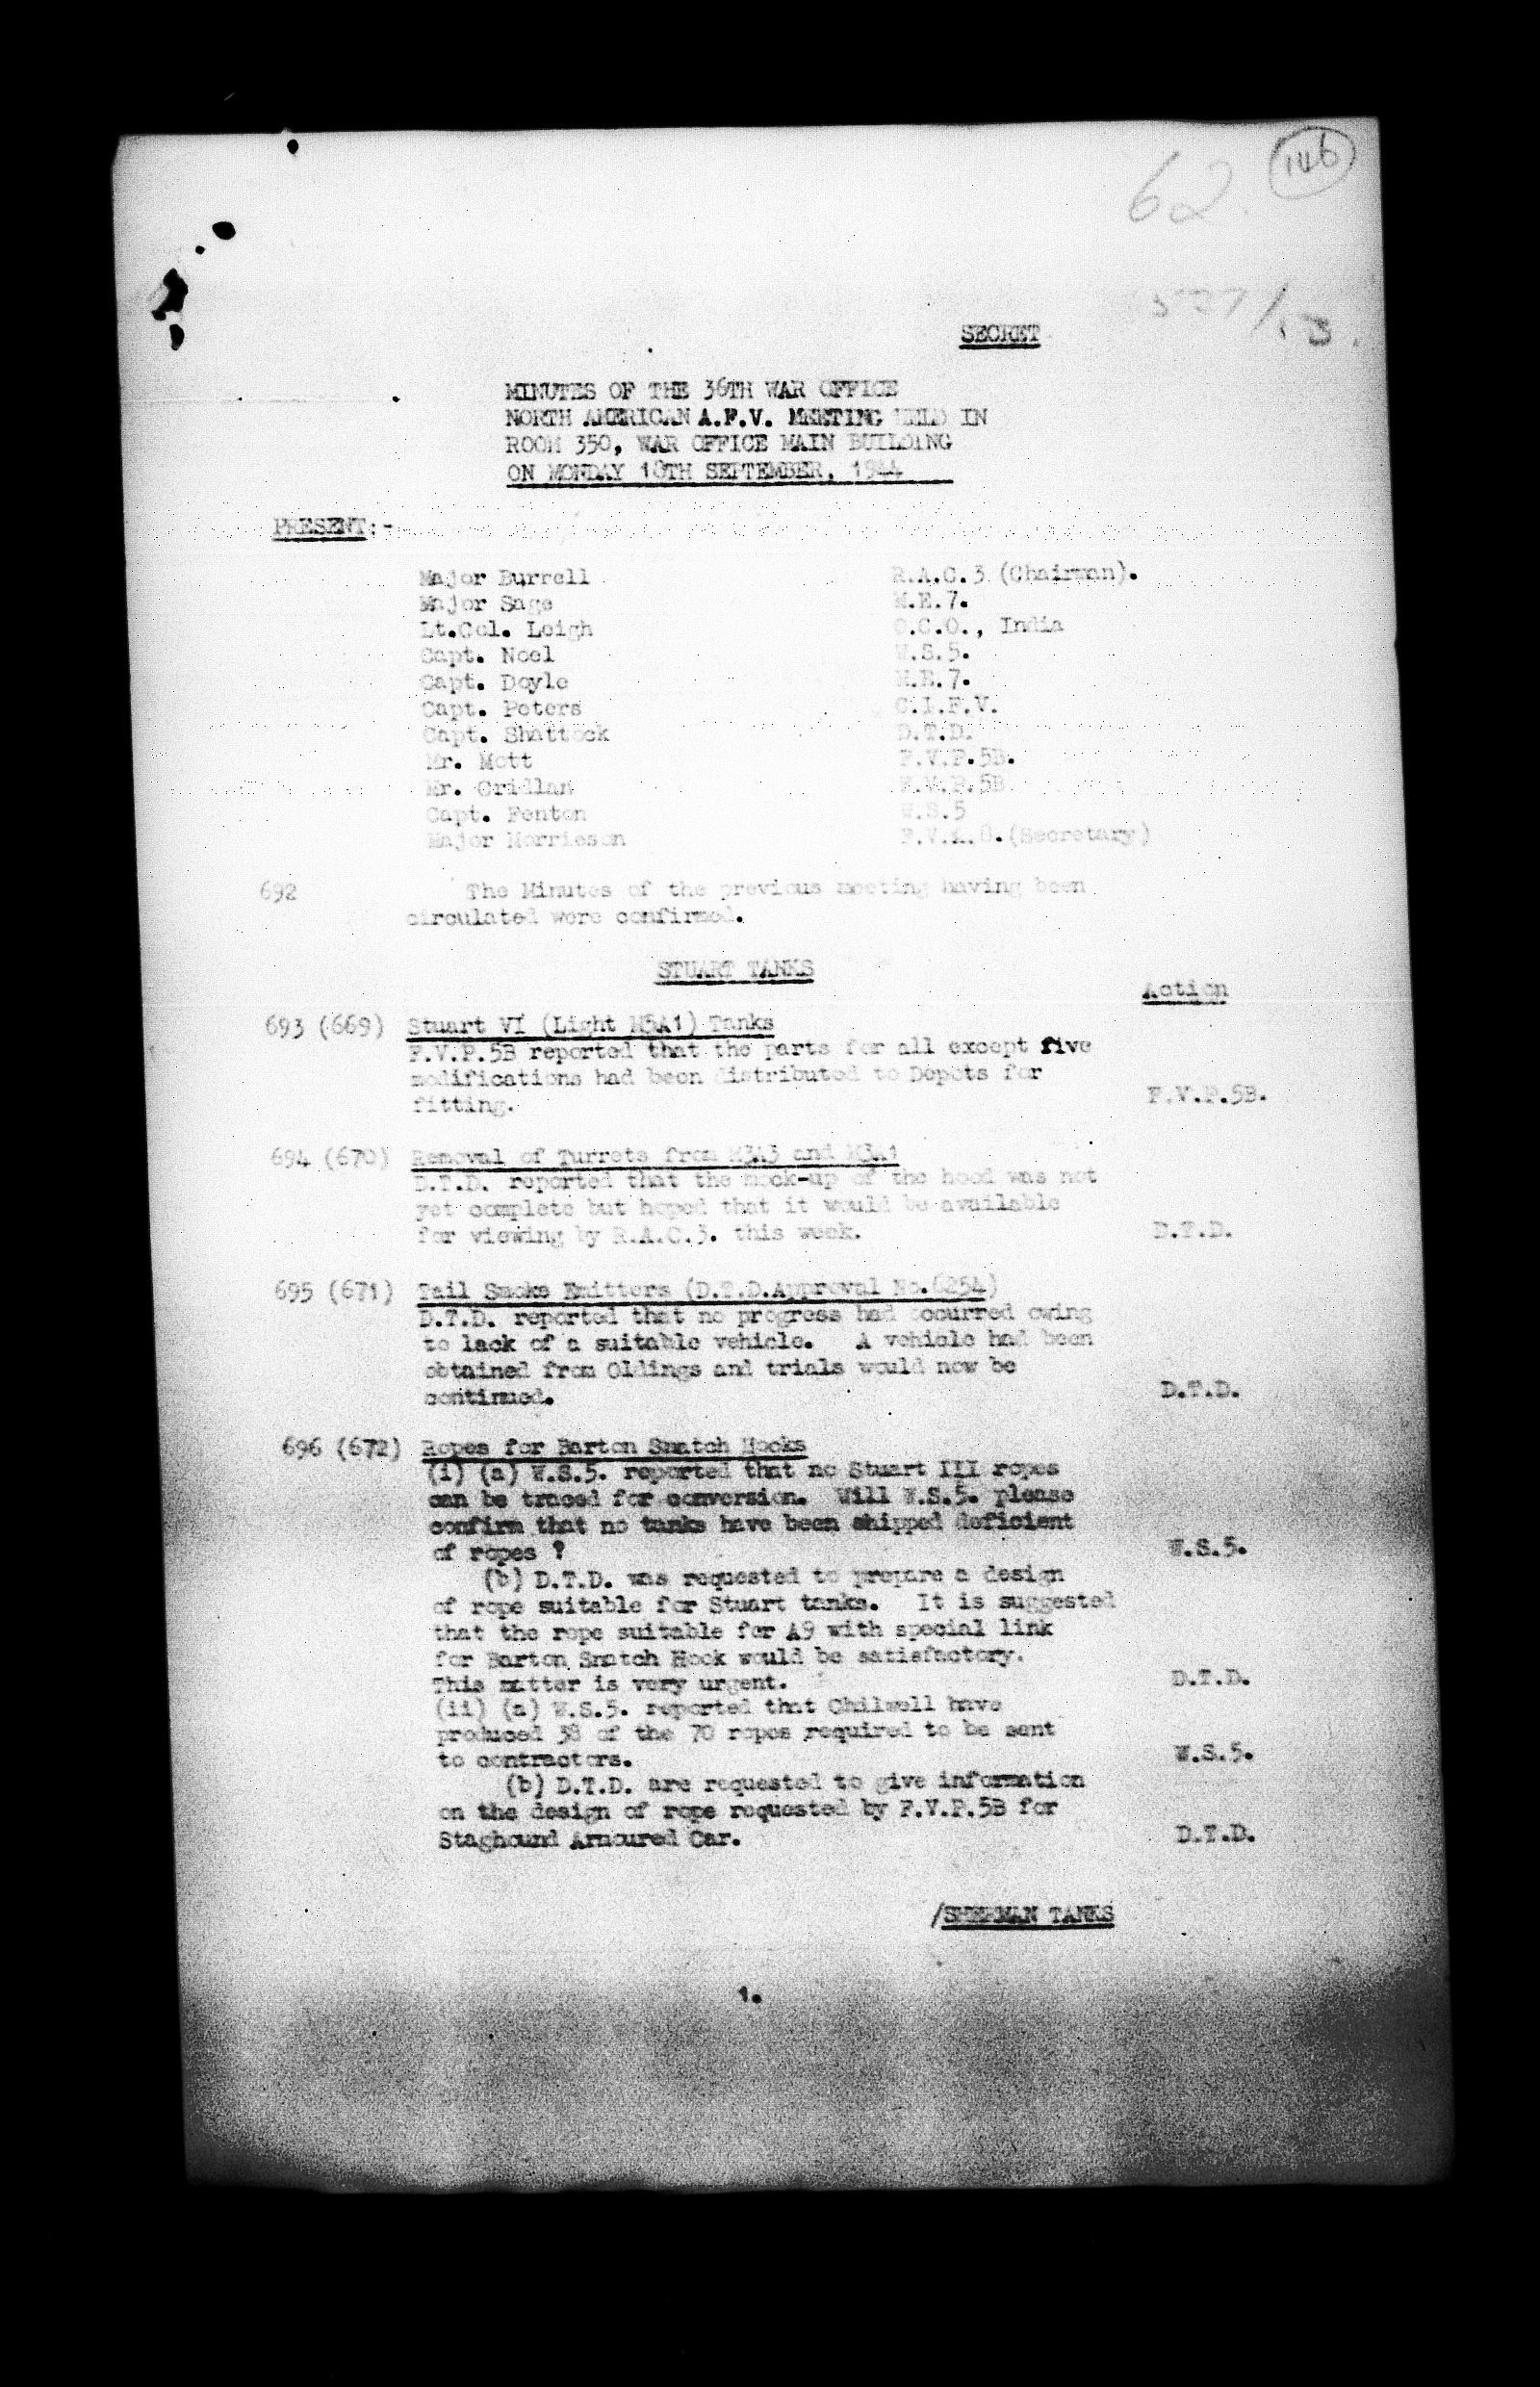 62.
146
SECRET
MINUTES OF THE 36TH WAR OFFICE
NORTH AMERICAN A.F.V. MEETING HELD IN
ROOM 350, WAR OFFICE MAIN BUILDING
ON MONDAY 18TH SEPTEMBER, 1944
PRESENT:-
Major Burrell R.A.C.3 (Chairman).
Major Sage M.E.7.
Lt.Col. Leigh O.C.O., India
Capt. Noel W.S.5.
Capt. Doyle M.E.7.
Capt. Peters C.I.F.V.
Capt. Shattock D.T.D.
Mr. Mott F.V.P.5B.
Mr. Gridlan F.V.P.5B
Capt. Fenton W.S.5
Major Morrieson (Secretary)
692 The Minutes of the previous meeting having been
circulated were confirmed.
STUART TANKS
Action
693 (669) Stuart VI (Light M5A1) Tanks
F.V.P.5B reported that the parts for all except five
modifications had been distributed to Depots for
fitting. F.V.P.5B.
694 (670) Removal of Turrets from M3A3 and M3A1
D.T.D. reported that the mock-up of the hood was not
yet complete but hoped that it would be available
for viewing by R.A.C.3. this week. D.T.D.
695 (671) Tail Smoke Emitters (D.T.D.Approval No.6254)
D.T.D. reported that no progress had occurred owing
to lack of a suitable vehicle. A vehicle had been
obtained from Oldings and trials would now be
continued. D.T.D.
696 (672) Ropes for Barton Snatch Hooks
(i) (a) W.S.5. reported that no Stuart III ropes
can be traced for conversion. Will W.S.5. please
confirm that no tanks have been shipped deficient
of ropes ? W.S.5.
(b) D.T.D. was requested to prepare a design
of rope suitable for Stuart tanks. It is suggested
that the rope suitable for A9 with special link
for Barton Snatch Hook would be satisfactory.
This matter is very urgent. D.T.D.
(ii) (a) W.S.5. reported that Chilwell have
produced 38 of the 70 ropes required to be sent
to contractors. W.S.5.
(b) D.T.D. are requested to give information
on the design of rope requested by F.V.P.5B for
Staghound Armoured Car. D.T.D.
/SHERMAN TANKS
1.